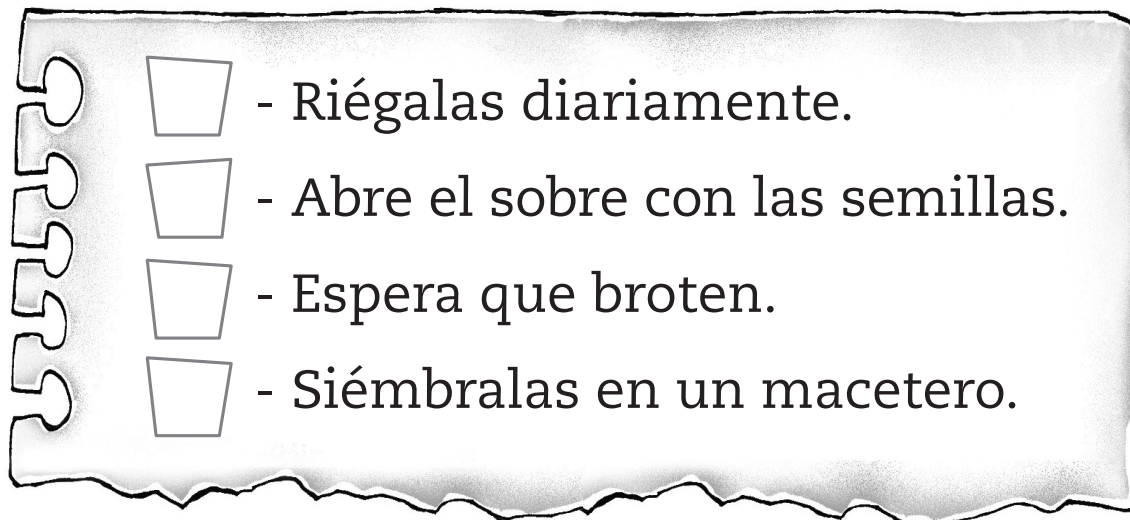 - Riégalas diariamente.
- Abre el sobre con las semillas.
- Espera que broten.
- Siémbralas en un macetero.